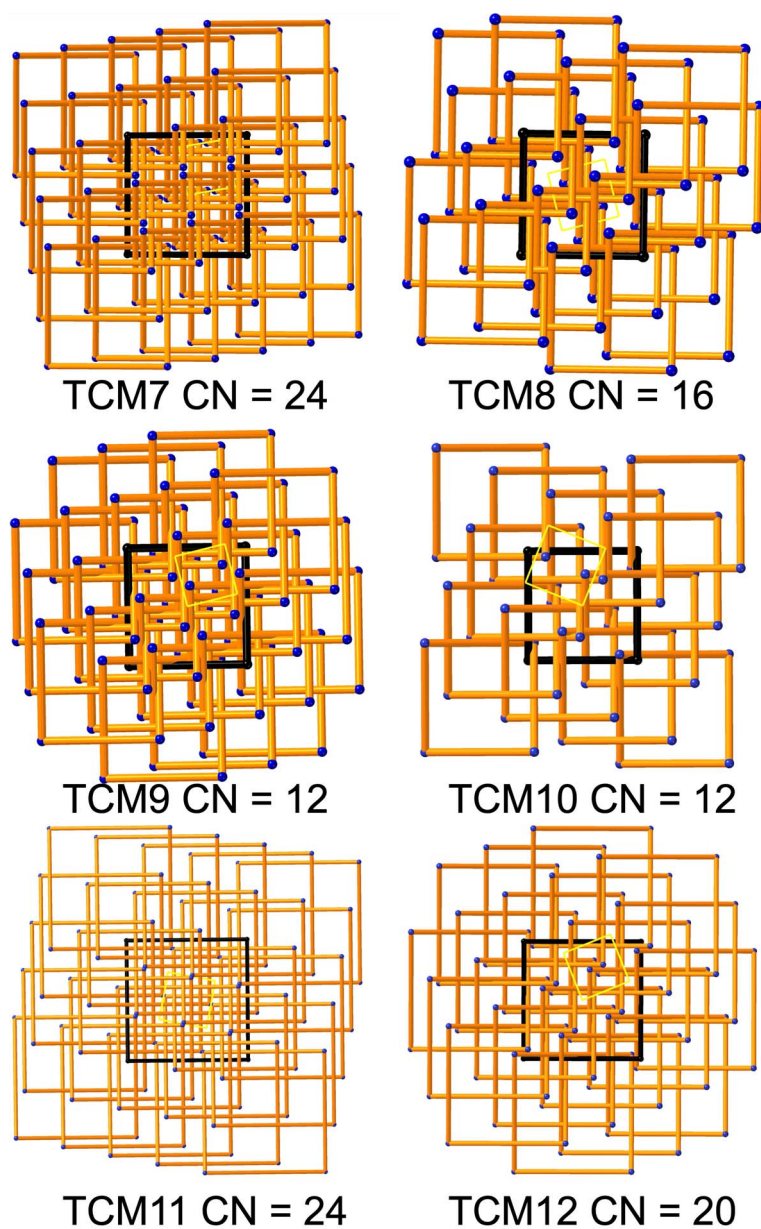 TCM7 CN = 24
TCM8 CN = 16
TCM9 CN = 12
TCM10 CN = 12
TCM11 CN = 24
TCM12 CN = 20